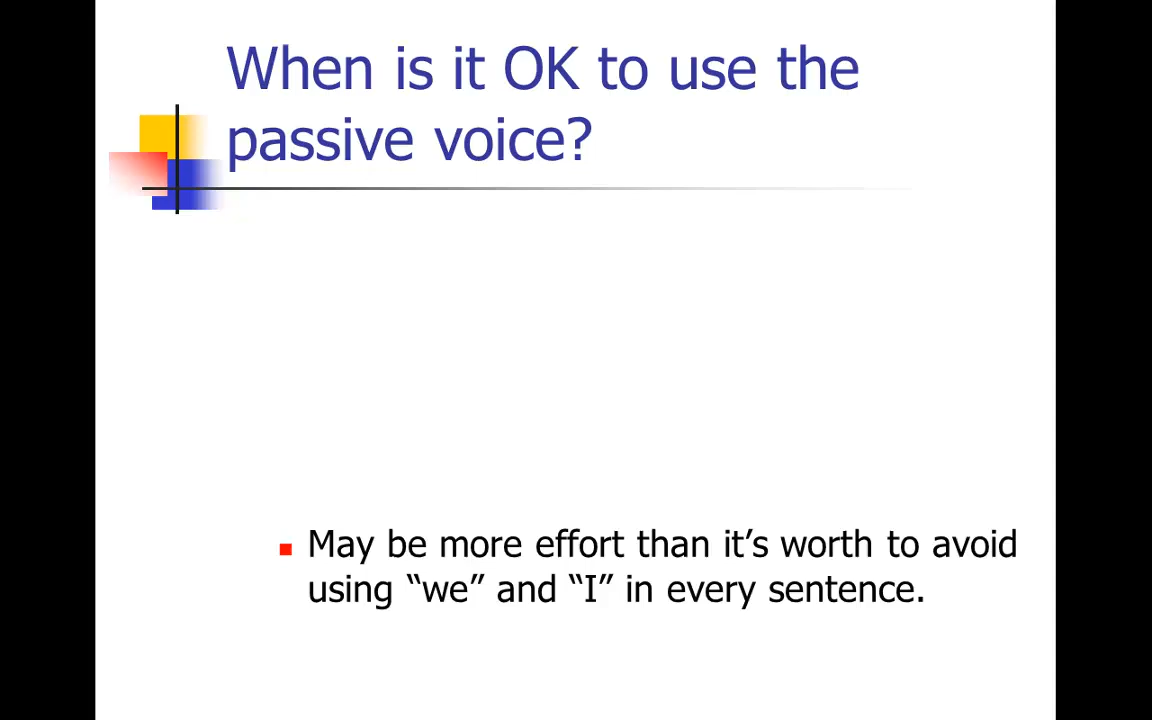 When is it OK to use the
passive voice?
May be more effort than it’s worth to avoid
using “we” and “I” in every sentence.